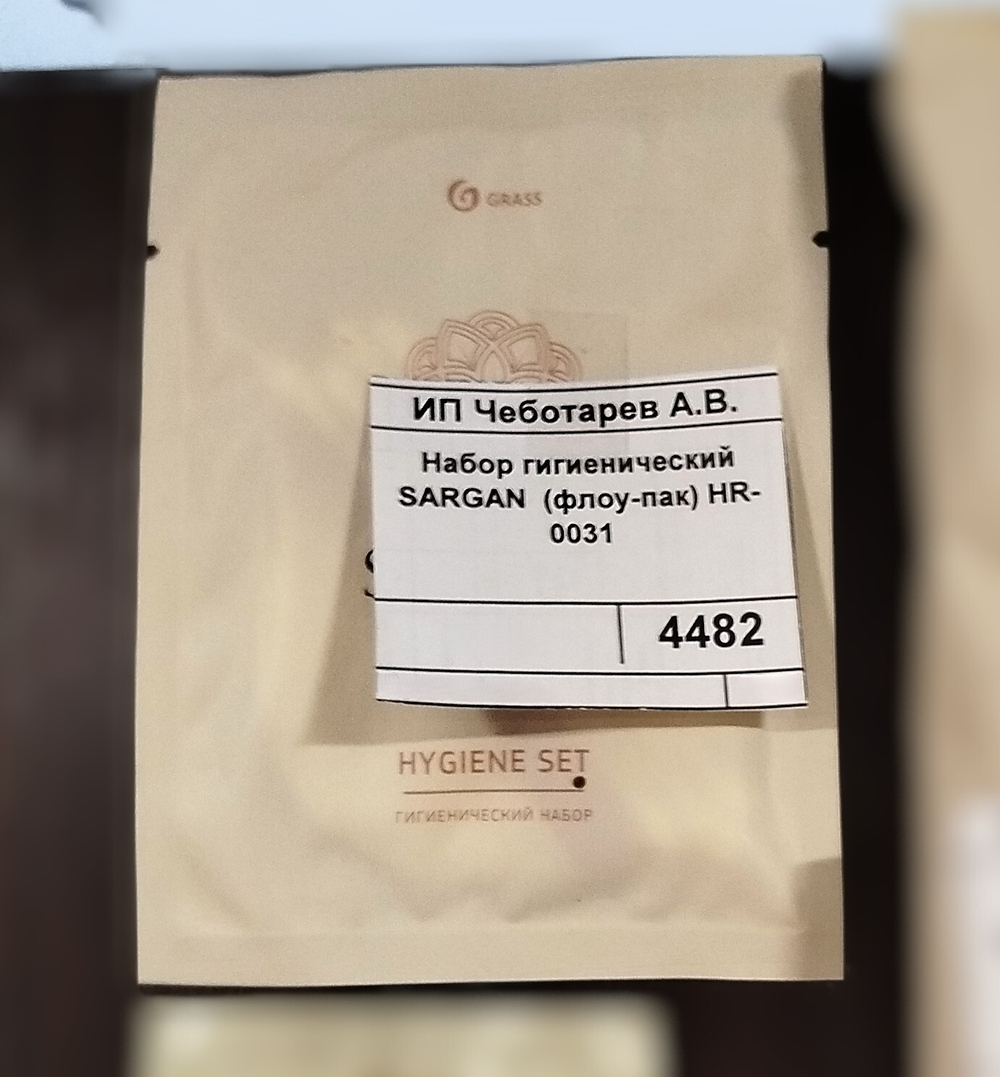 GRASS
ИП Чеботарев А.В.
Набор гигиенический
SARGAN (флоу-пак) HR-
0031
4482
HYGIENE SET
ГИГИЕНИЧЕСКИЙ НАБОР